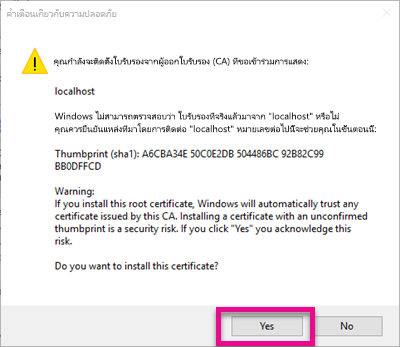 คำเตือนเกี่ยวกับความปลอดภัย
คุณกำลังจะติดตั้งใบรับรองจากผู้ออกใบรับรอง (CA) ที่ขอเข้าร่วมการแสดง:
localhost
Windows ไม่สามารถตรวจสอบว่า ใบรับรองที่จริงแล้วมาจาก "localhost" หรือไม่
คุณควรยืนยันแหล่งที่มาโดยการติดต่อ "localhost" หมายเลขต่อไปนี้จะช่วยคุณในขั้นตอนนี้:
Thumbprint (sha1): A6CBA34E 50C0E2DB 504486BC 92B82C99
BB0DFFCD
Warning:
If you install this root certificate, Windows will automatically trust any
certificate issued by this CA. Installing a certificate with an unconfirmed
thumbprint is a security risk. If you click "Yes" you acknowledge this
risk.
Do you want to install this certificate?
Yes
No